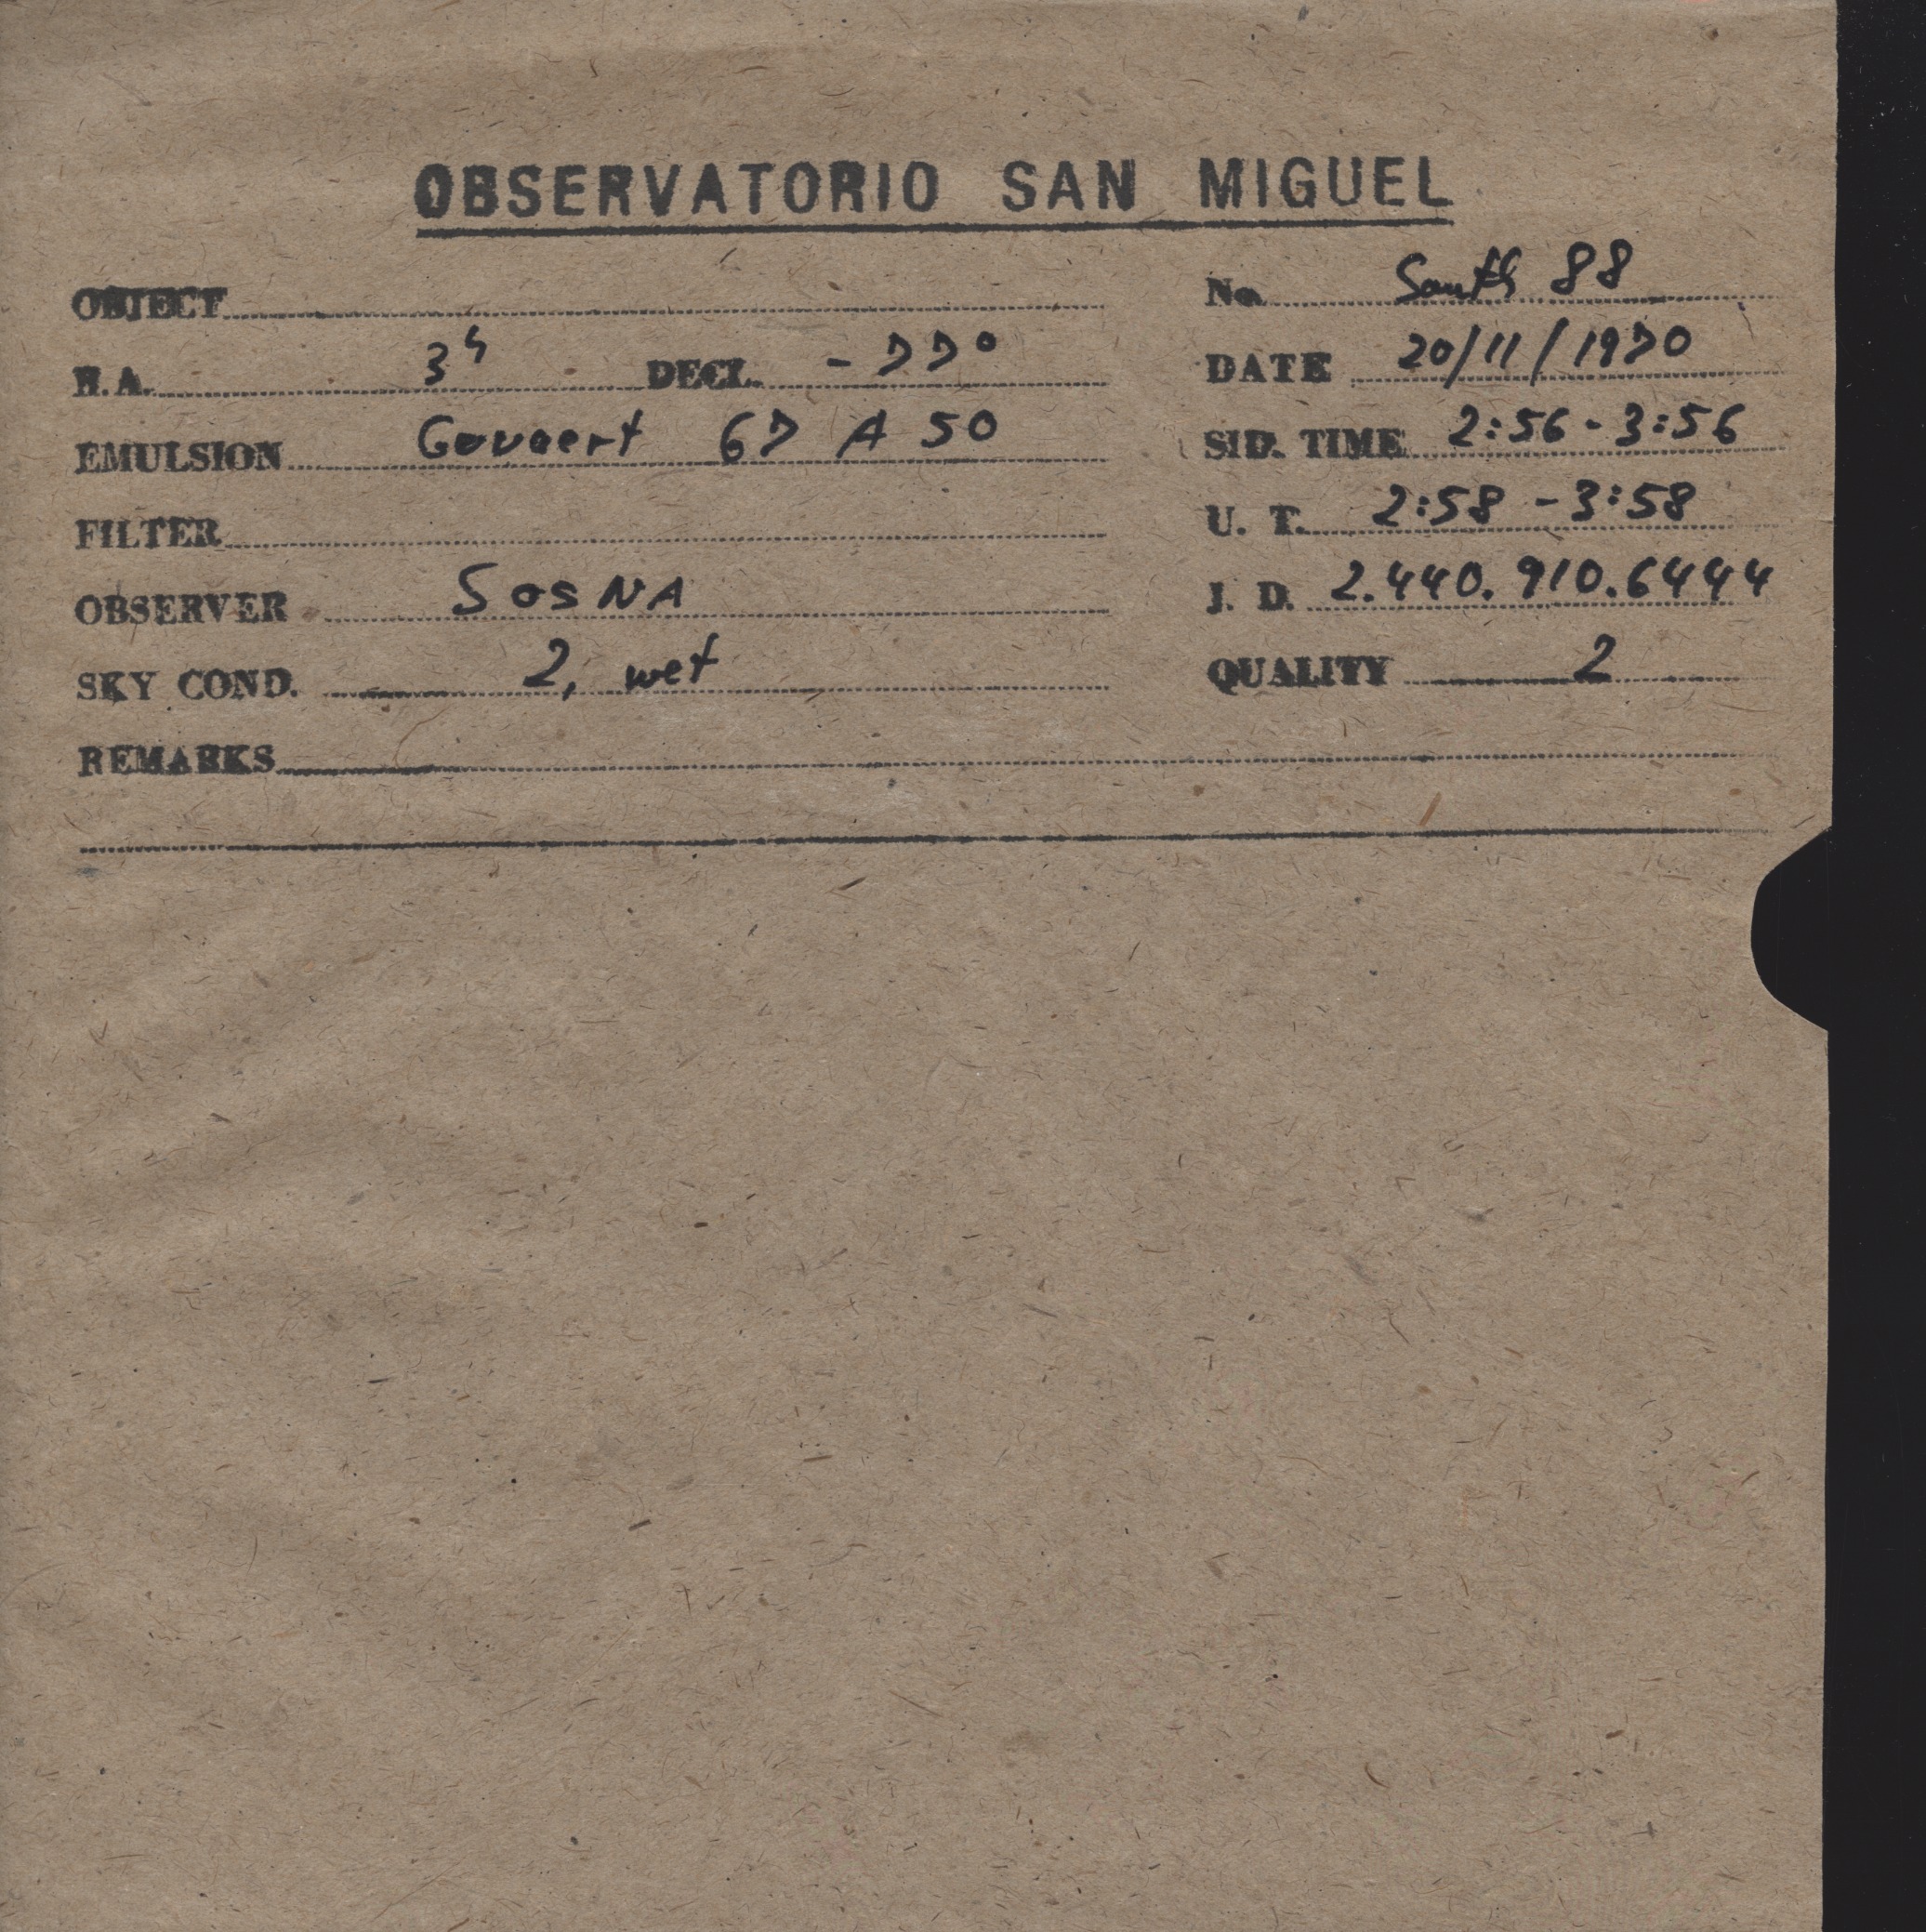 OBSERVATORIO SAN MIGUEL
OBJECT
No. South 88
R.A. 3h DECL. -77°
DATE 20/11/1970
EMULSION Gevaert 67 A 50
SID. TIME 2:56-3:56
FILTER
U. T. 2:58-3:58
OBSERVER SosNA
J. D. 2.440.910.6444
SKY COND. 2, wet
QUALITY 2
REMARKS